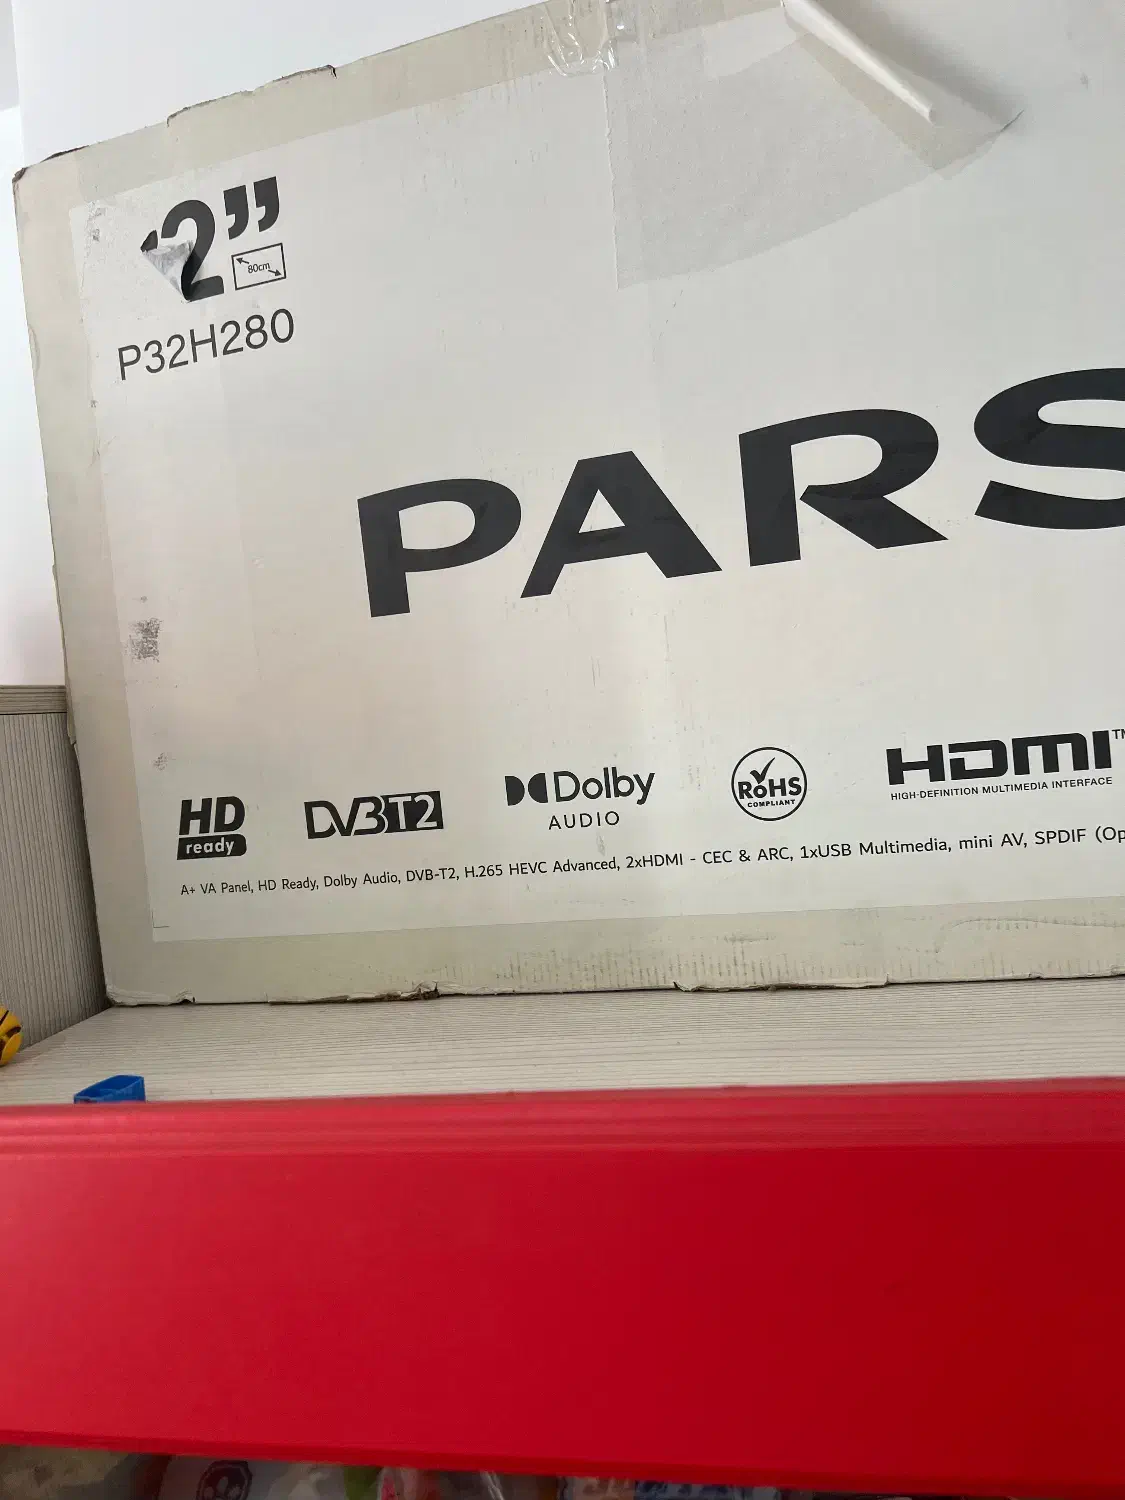 2”
80cm
P32H280
PARS
HD
ready
DVB T2
Dolby
AUDIO
RoHS
COMPLIANT
HDMI™
HIGH-DEFINITION MULTIMEDIA INTERFACE
A+ VA Panel, HD Ready, Dolby Audio, DVB-T2, H.265 HEVC Advanced, 2xHDMI - CEC & ARC, 1xUSB Multimedia, mini AV, SPDIF (Op